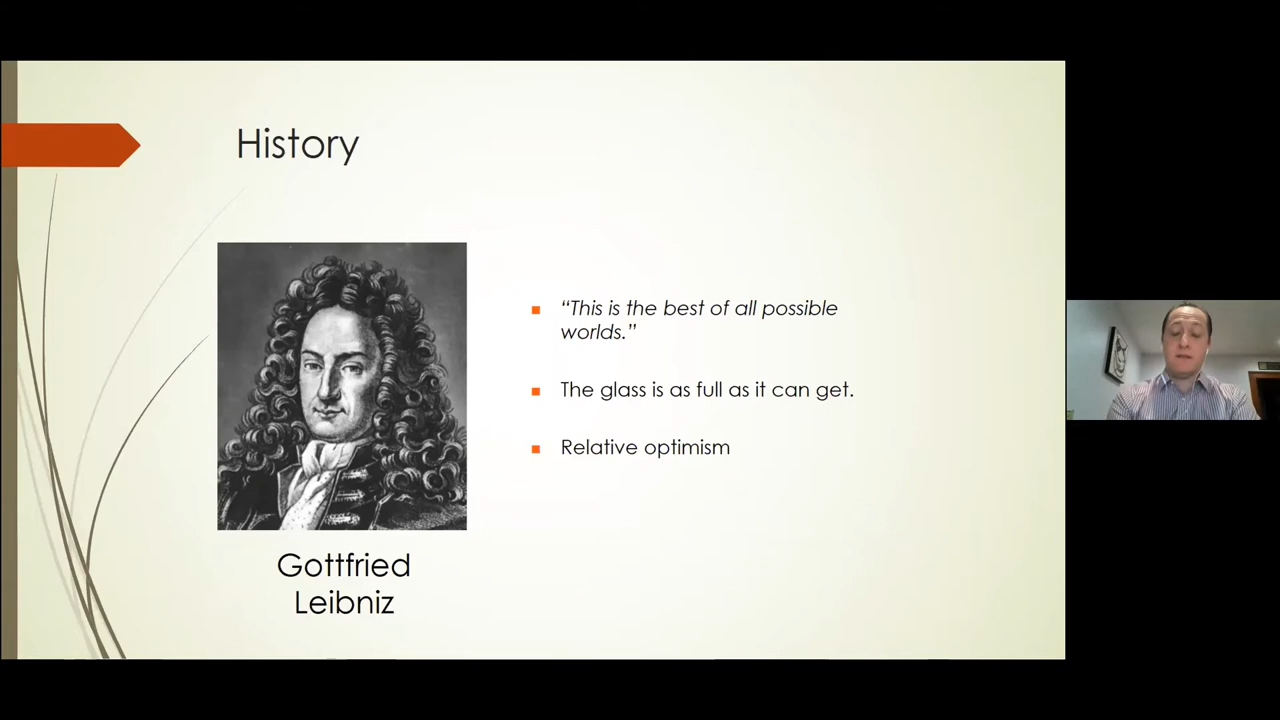 History
“This is the best of all possible
worlds.”
The glass is as full as it can get.
Relative optimism
Gottfried
Leibniz